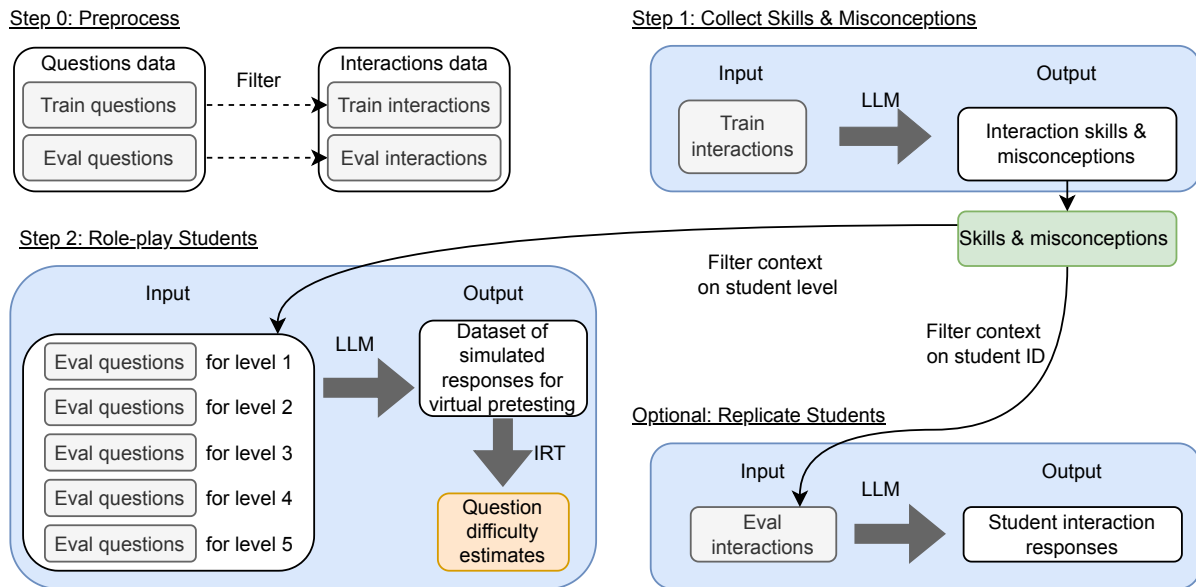 Step 0: Preprocess
Questions data
Train questions
Eval questions
Filter
Interactions data
Train interactions
Eval interactions
Step 1: Collect Skills & Misconceptions
Input
Train
interactions
LLM
Output
Interaction skills &
misconceptions
Skills & misconceptions
Filter context
on student level
Filter context
on student ID
Step 2: Role-play Students
Input
Eval questions for level 1
Eval questions for level 2
Eval questions for level 3
Eval questions for level 4
Eval questions for level 5
LLM
Output
Dataset of
simulated
responses for
virtual pretesting
IRT
Question
difficulty
estimates
Optional: Replicate Students
Input
Eval
interactions
LLM
Output
Student interaction
responses